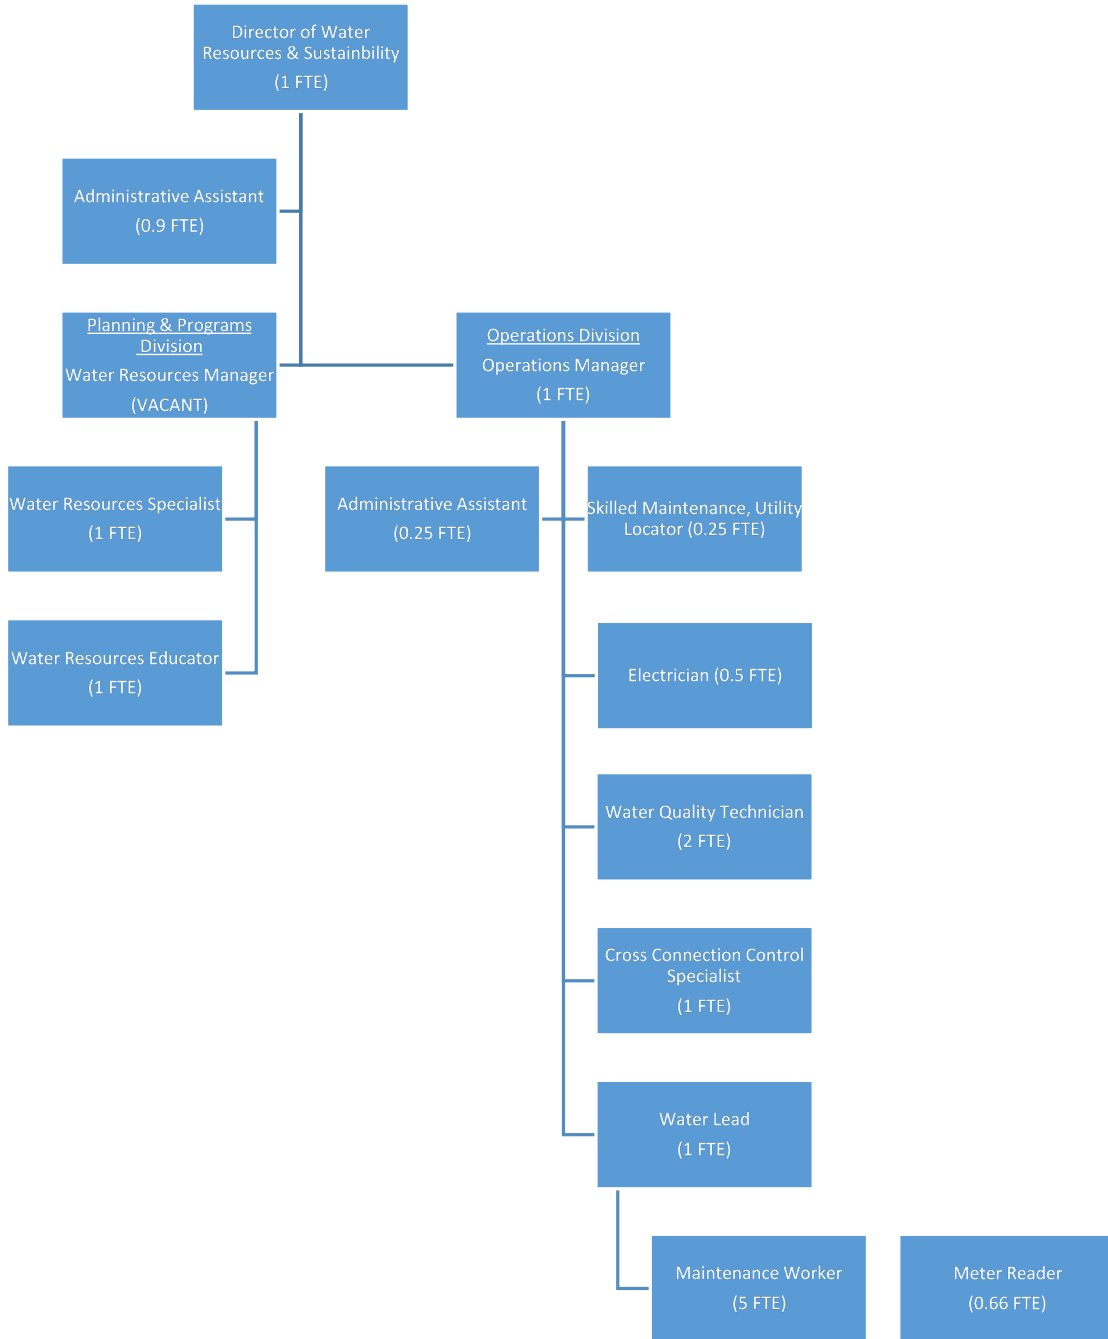 Director of Water
Resources & Sustainbility
(1 FTE)
Administrative Assistant
(0.9 FTE)
Planning & Programs
Division
Water Resources Manager
(VACANT)
Operations Division
Operations Manager
(1 FTE)
Water Resources Specialist
(1 FTE)
Administrative Assistant
(0.25 FTE)
Skilled Maintenance, Utility
Locator (0.25 FTE)
Water Resources Educator
(1 FTE)
Electrician (0.5 FTE)
Water Quality Technician
(2 FTE)
Cross Connection Control
Specialist
(1 FTE)
Water Lead
(1 FTE)
Maintenance Worker
(5 FTE)
Meter Reader
(0.66 FTE)